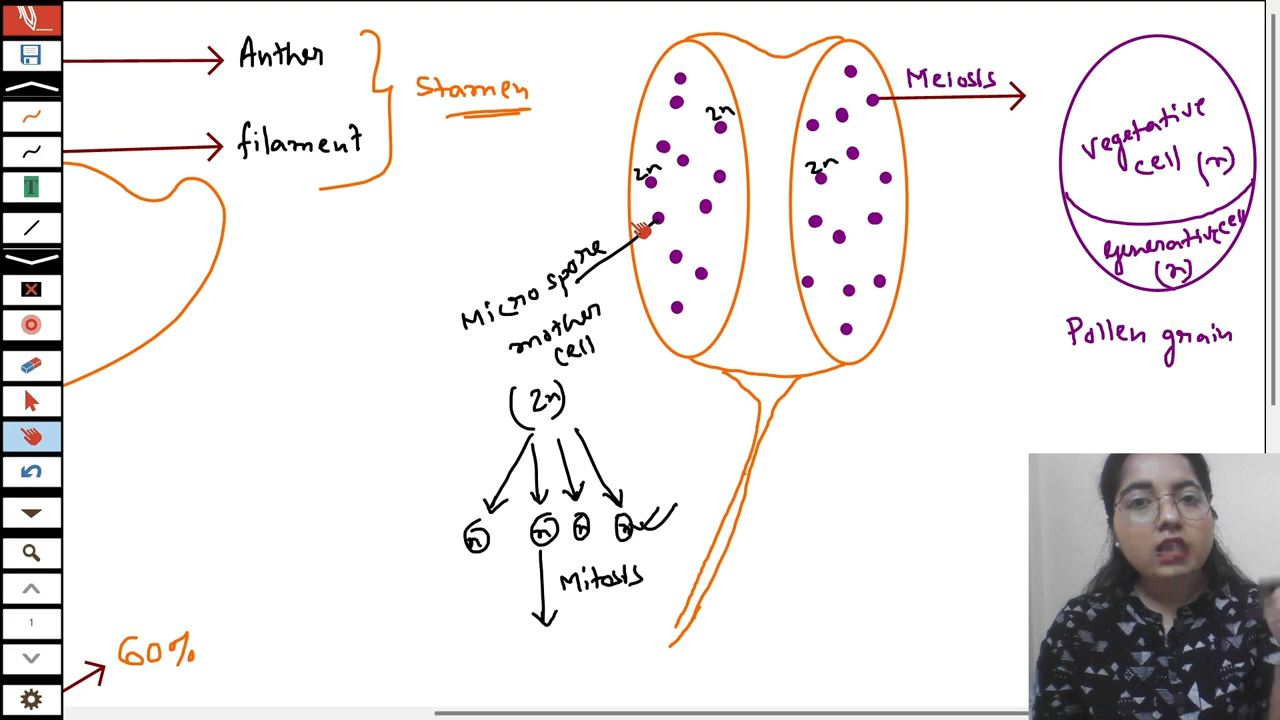 Anther
Stamen
filament
2n
2n
2n
Meiosis
Vegetative
cell (n)
generative cell
(n)
Pollen grain
Microspore
mother
cell
(2n)
n n n n
Mitosis
60%
T
1